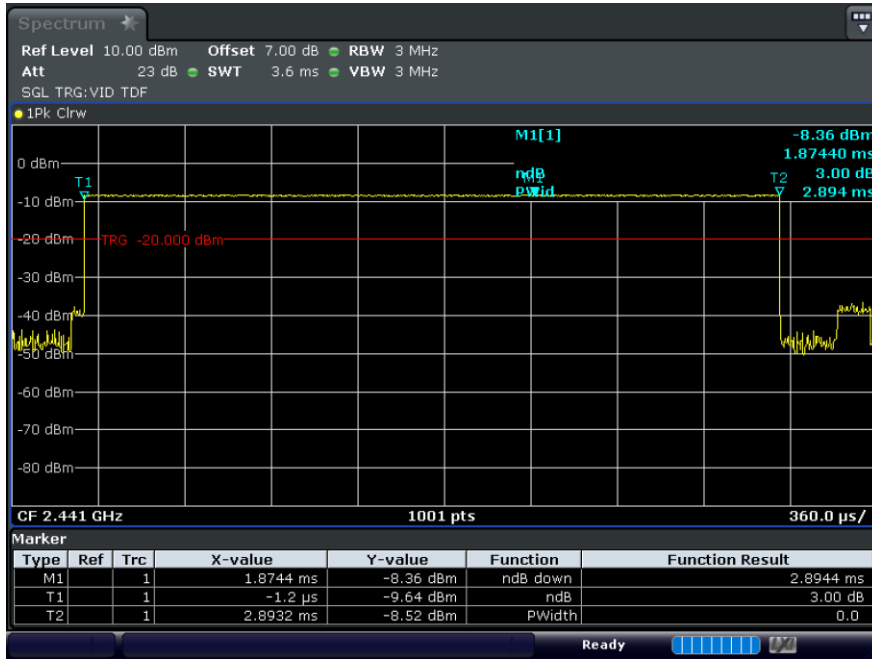 Spectrum
Ref Level 10.00 dBm Offset 7.00 dB RBW 3 MHz
Att 23 dB SWT 3.6 ms VBW 3 MHz
SGL TRG:VID TDF
1Pk Clrw
M1[1] -8.36 dBm
1.87440 ms
ndB 3.00 dB
PWid 2.894 ms
0 dBm
T1 M1 T2
-10 dBm
-20 dBm TRG -20.000 dBm
-30 dBm
-40 dBm
-50 dBm
-60 dBm
-70 dBm
-80 dBm
CF 2.441 GHz 1001 pts 360.0 µs/
Marker
Type Ref Trc X-value Y-value Function Function Result
M1 1 1.8744 ms -8.36 dBm ndB down 2.8944 ms
T1 1 -1.2 µs -9.64 dBm ndB 3.00 dB
T2 1 2.8932 ms -8.52 dBm PWidth 0.0
Ready